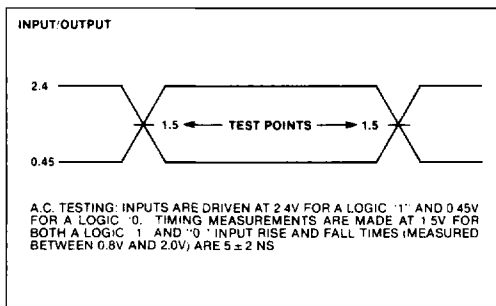 INPUT/OUTPUT
2.4
1.5 TEST POINTS 1.5
0.45
A.C. TESTING: INPUTS ARE DRIVEN AT 2.4V FOR A LOGIC "1" AND 0.45V
FOR A LOGIC "0. TIMING MEASUREMENTS ARE MADE AT 1.5V FOR
BOTH A LOGIC 1 AND "0" INPUT RISE AND FALL TIMES (MEASURED
BETWEEN 0.8V AND 2.0V) ARE 5 ± 2 NS